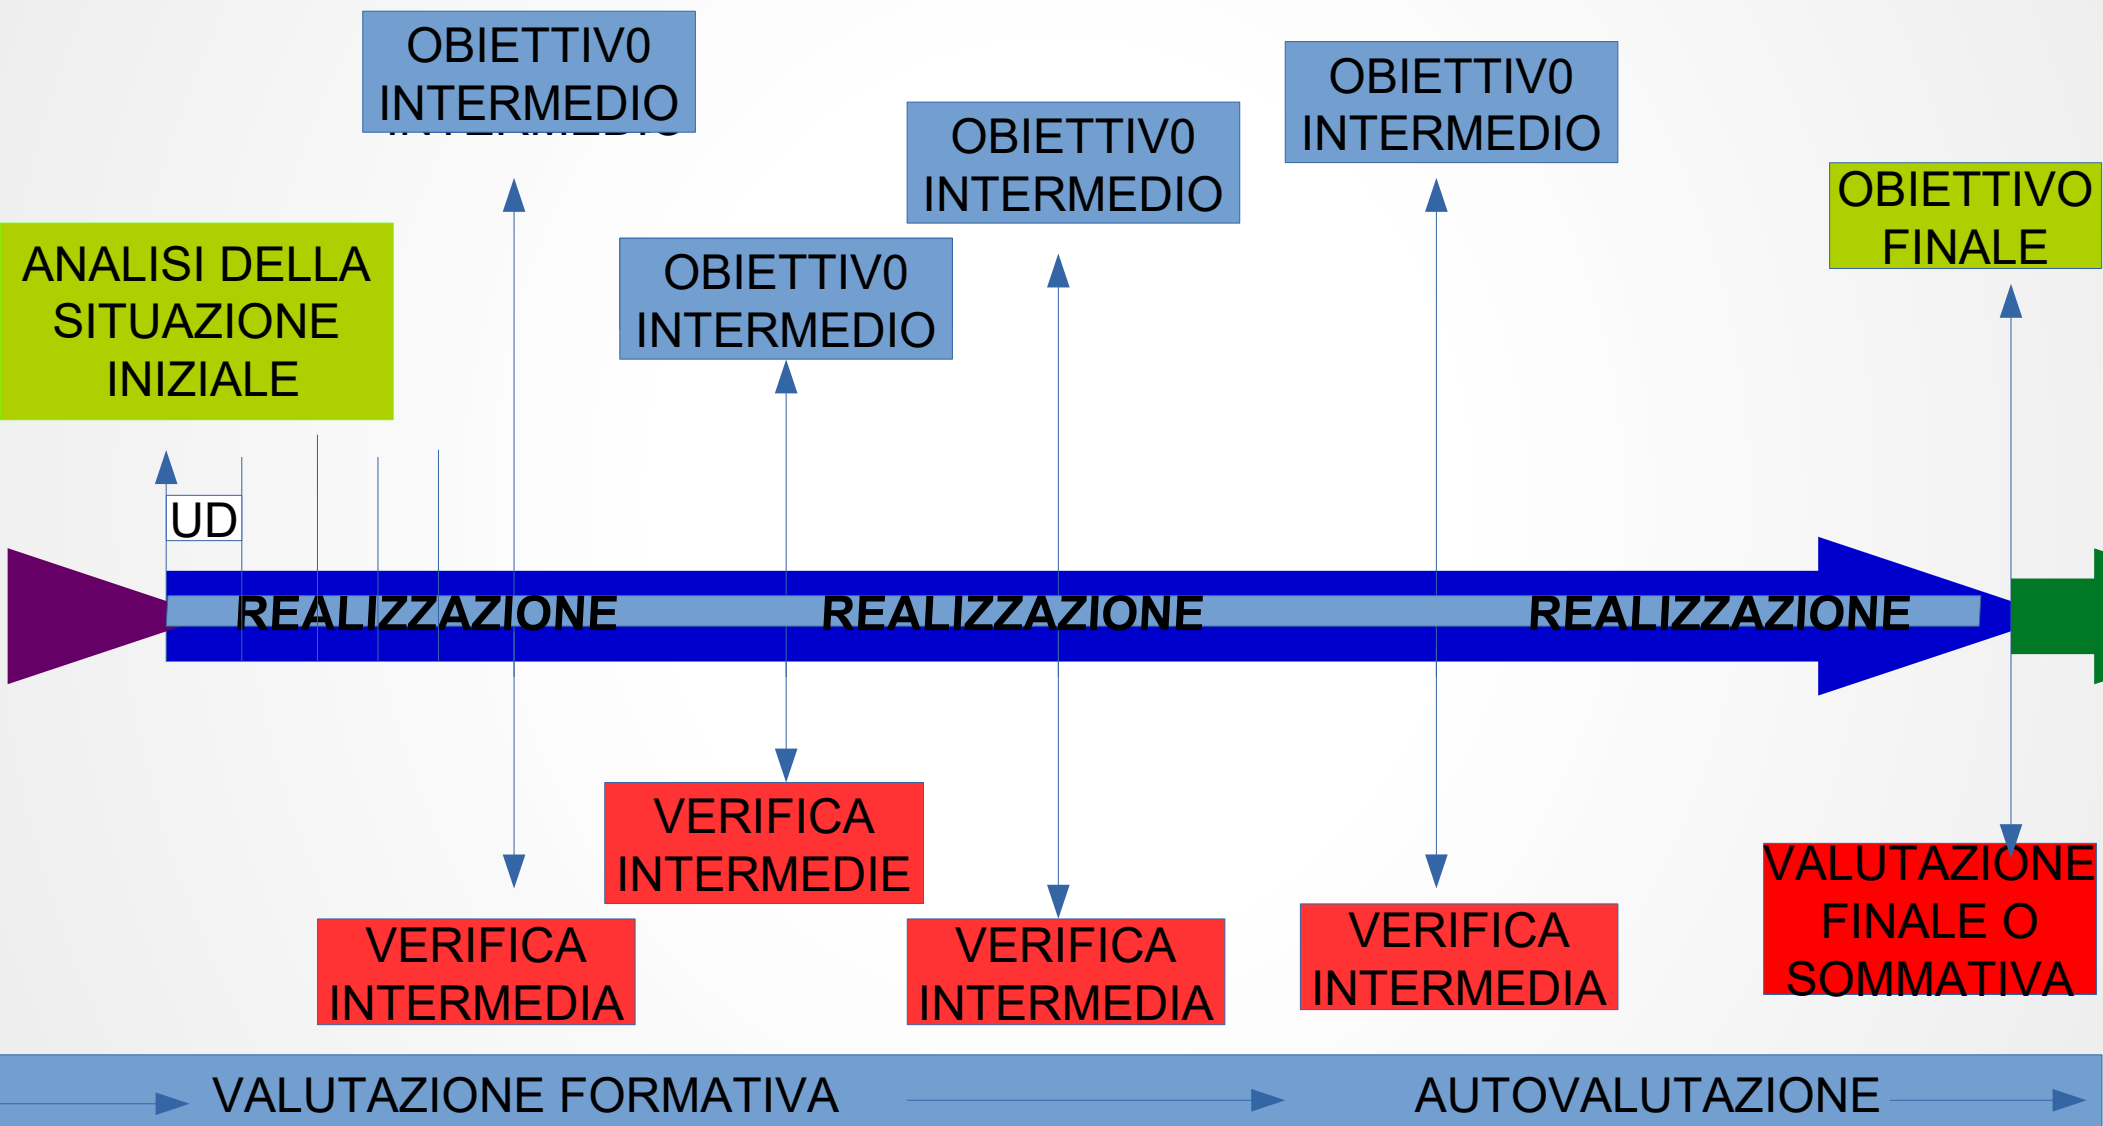 OBIETTIV0
INTERMEDIO
OBIETTIV0
INTERMEDIO
OBIETTIV0
INTERMEDIO
OBIETTIV0
INTERMEDIO
OBIETTIVO
FINALE
ANALISI DELLA
SITUAZIONE
INIZIALE
UD
REALIZZAZIONE
REALIZZAZIONE
REALIZZAZIONE
VERIFICA
INTERMEDIA
VERIFICA
INTERMEDIE
VERIFICA
INTERMEDIA
VERIFICA
INTERMEDIA
VALUTAZIONE
FINALE O
SOMMATIVA
VALUTAZIONE FORMATIVA
AUTOVALUTAZIONE